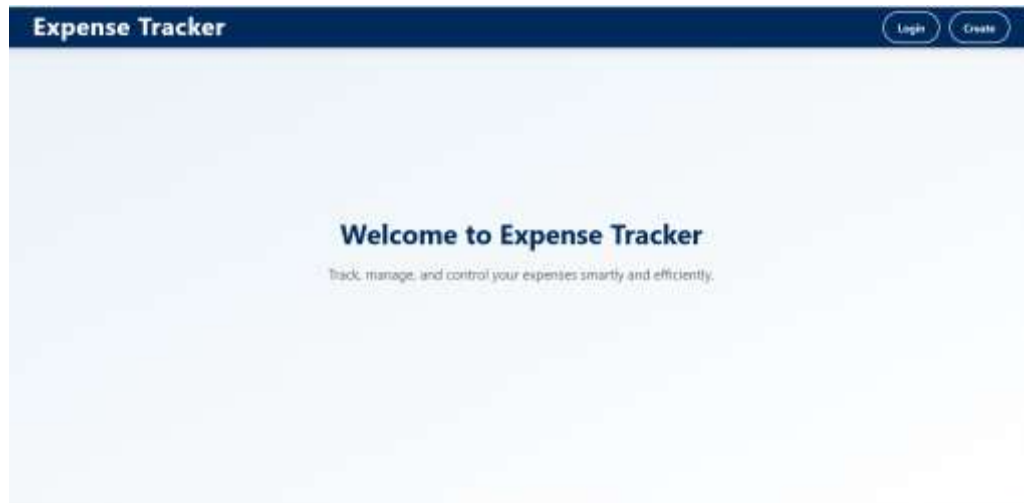 Expense Tracker
Login
Create
Welcome to Expense Tracker
Track, manage, and control your expenses smartly and efficiently.